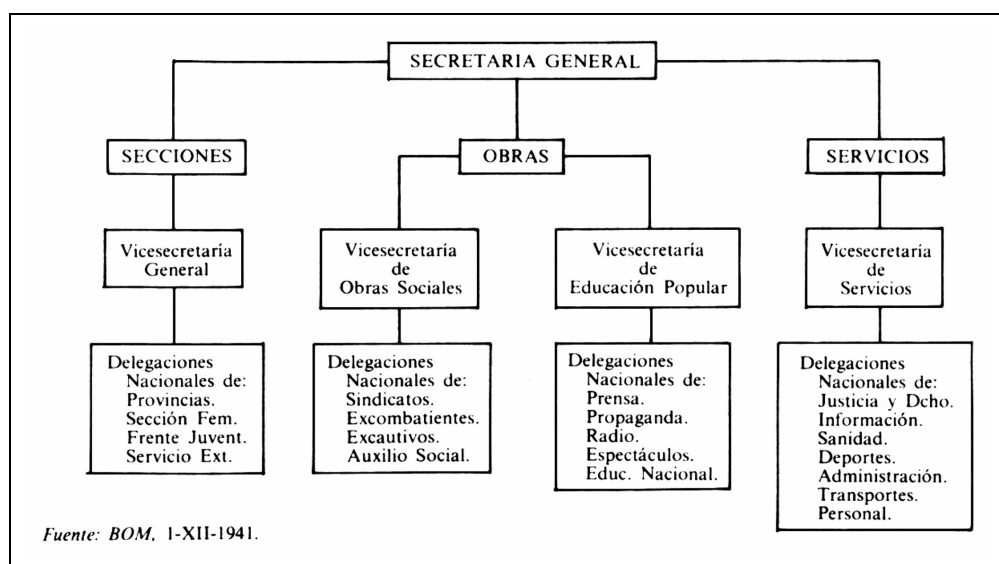 SECRETARIA GENERAL
SECCIONES
OBRAS
SERVICIOS
Vicesecretaría
General
Vicesecretaría
de
Obras Sociales
Vicesecretaría
de
Educación Popular
Vicesecretaría
de
Servicios
Delegaciones
Nacionales de:
Provincias.
Sección Fem.
Frente Juvent.
Servicio Ext.
Delegaciones
Nacionales de:
Sindicatos.
Excombatientes.
Excautivos.
Auxilio Social.
Delegaciones
Nacionales de:
Prensa.
Propaganda.
Radio.
Espectáculos.
Educ. Nacional.
Delegaciones
Nacionales de:
Justicia y Dcho.
Información.
Sanidad.
Deportes.
Administración.
Transportes.
Personal.
Fuente: BOM, 1-XII-1941.